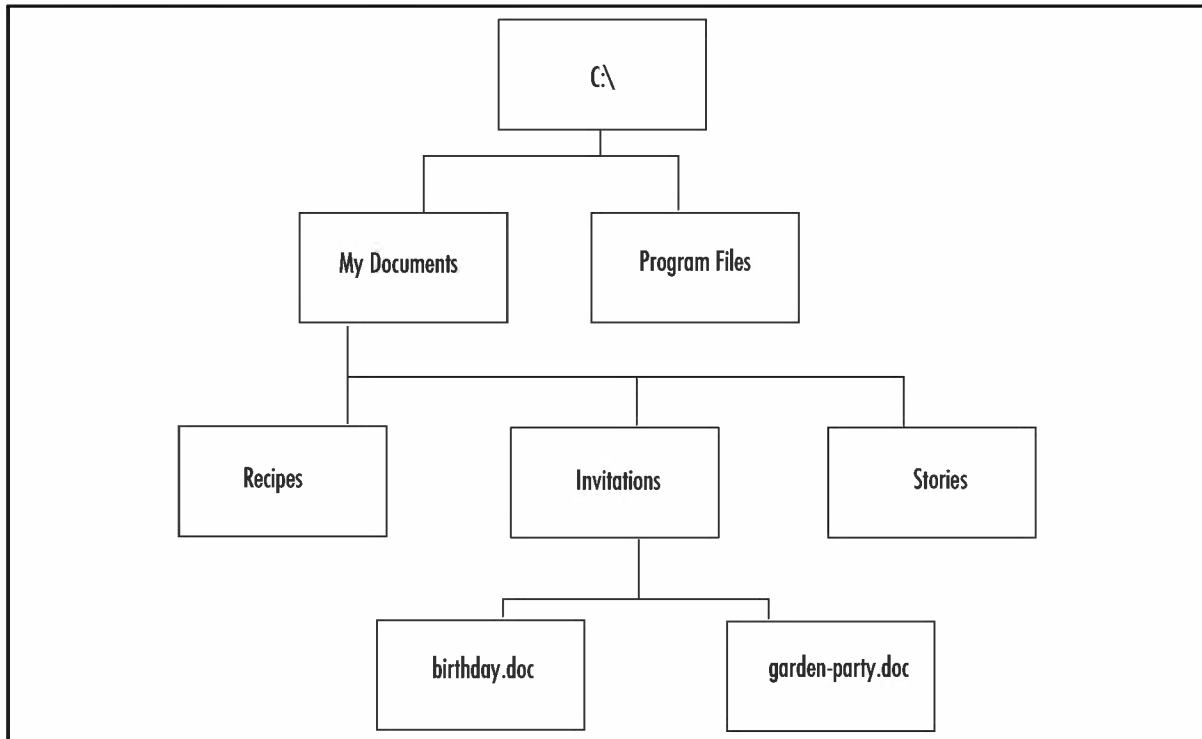 C:\
My Documents
Program Files
Recipes
Invitations
Stories
birthday.doc
garden-party.doc